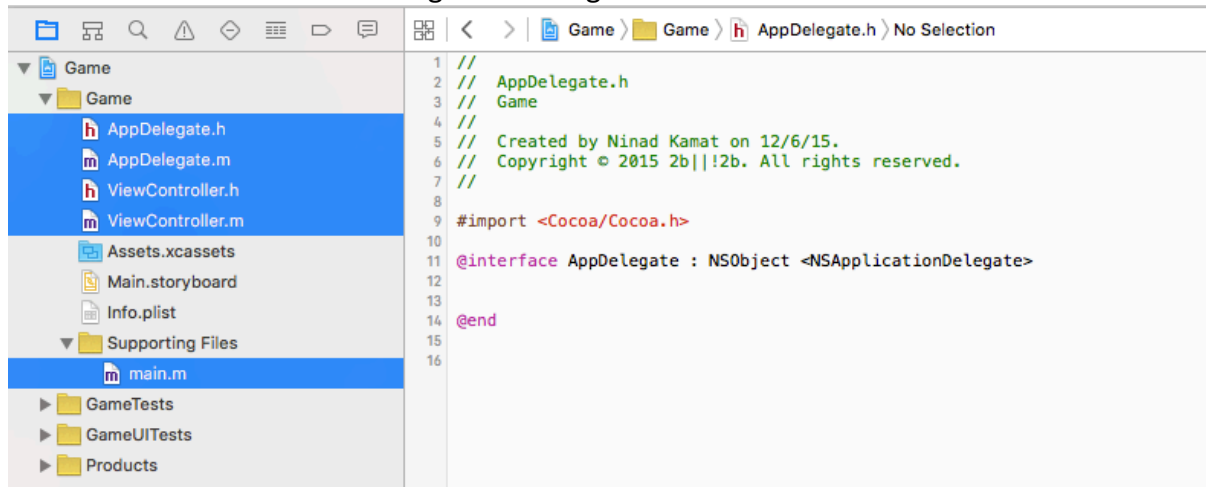 Game
Game
AppDelegate.h
AppDelegate.m
ViewController.h
ViewController.m
Assets.xcassets
Main.storyboard
Info.plist
Supporting Files
main.m
GameTests
GameUITests
Products
Game Game AppDelegate.h No Selection
1 //
2 // AppDelegate.h
3 // Game
4 //
5 // Created by Ninad Kamat on 12/6/15.
6 // Copyright © 2015 2b||!2b. All rights reserved.
7 //
8
9 #import <Cocoa/Cocoa.h>
10
11 @interface AppDelegate : NSObject <NSApplicationDelegate>
12
13
14 @end
15
16